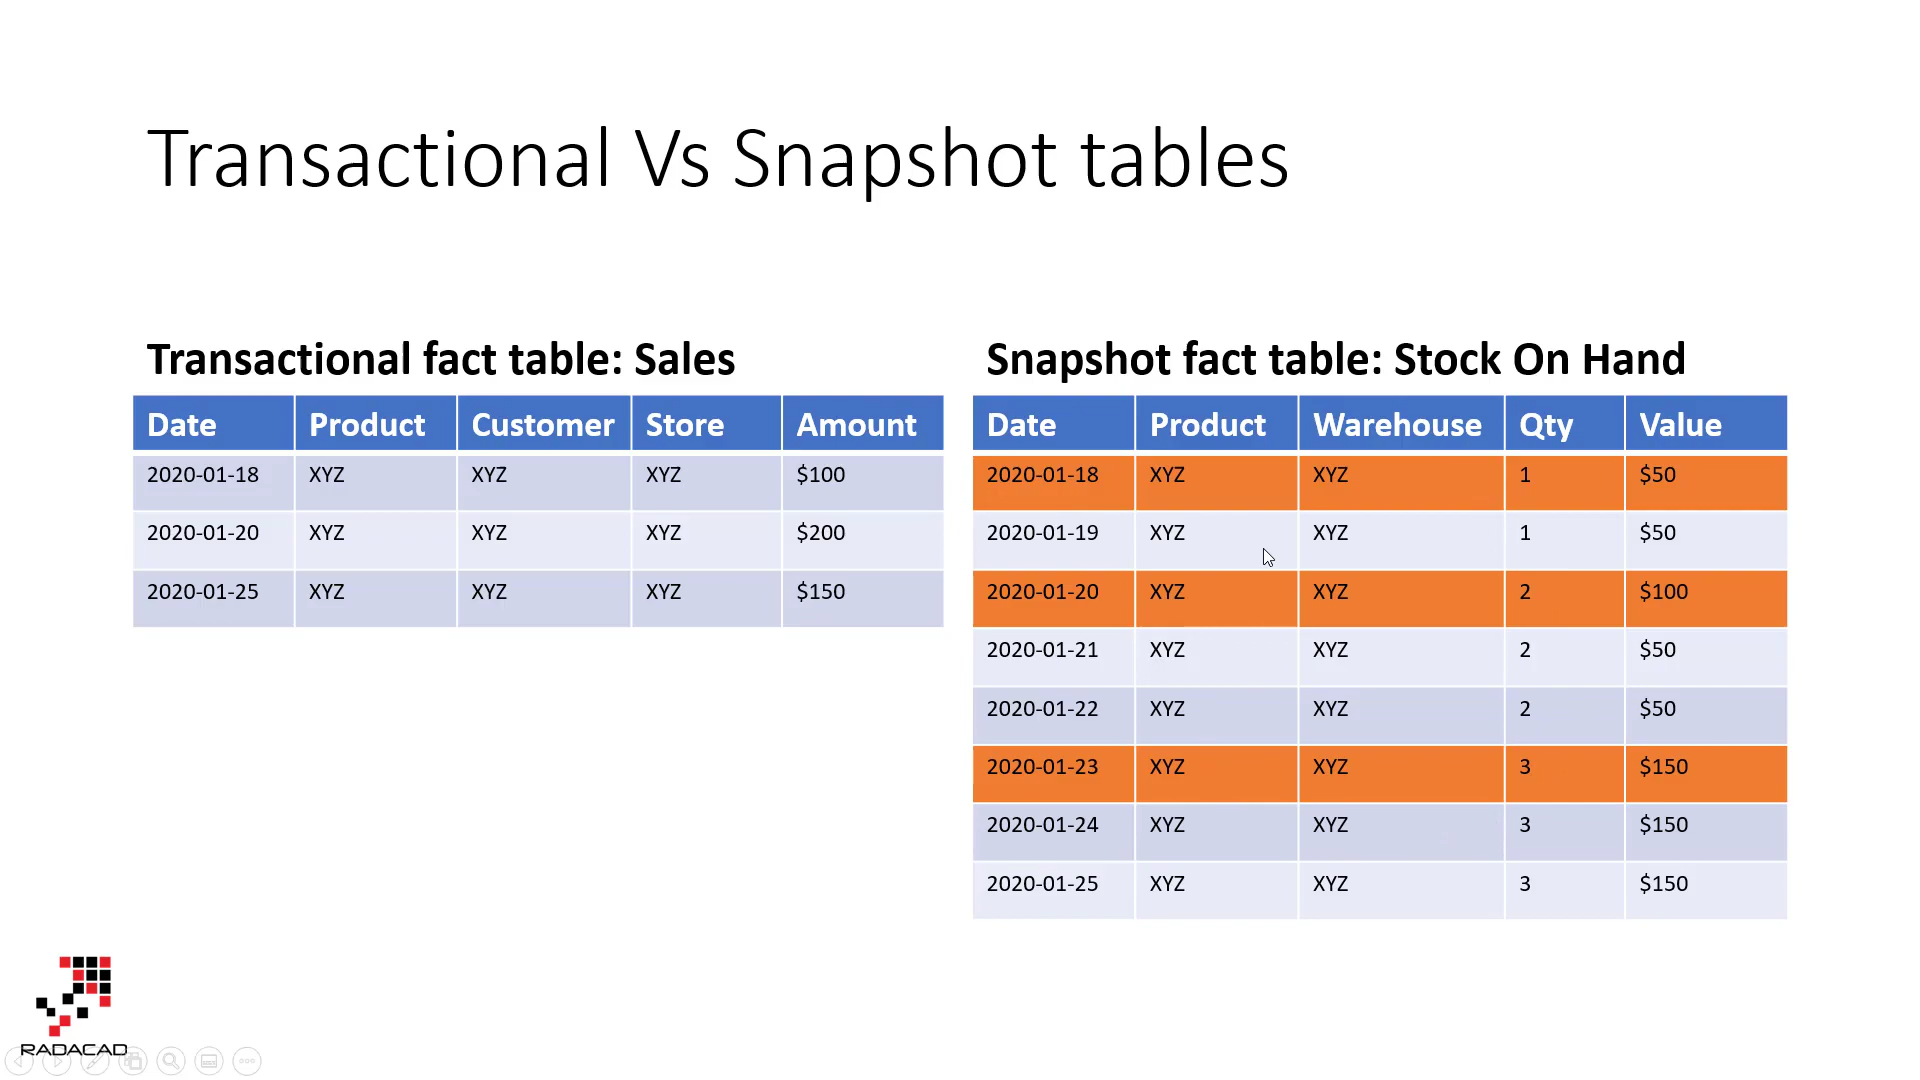 Transactional Vs Snapshot tables
Transactional fact table: Sales
Date Product Customer Store Amount
2020-01-18 XYZ XYZ XYZ $100
2020-01-20 XYZ XYZ XYZ $200
2020-01-25 XYZ XYZ XYZ $150
Snapshot fact table: Stock On Hand
Date Product Warehouse Qty Value
2020-01-18 XYZ XYZ 1 $50
2020-01-19 XYZ XYZ 1 $50
2020-01-20 XYZ XYZ 2 $100
2020-01-21 XYZ XYZ 2 $50
2020-01-22 XYZ XYZ 2 $50
2020-01-23 XYZ XYZ 3 $150
2020-01-24 XYZ XYZ 3 $150
2020-01-25 XYZ XYZ 3 $150
RADACAD